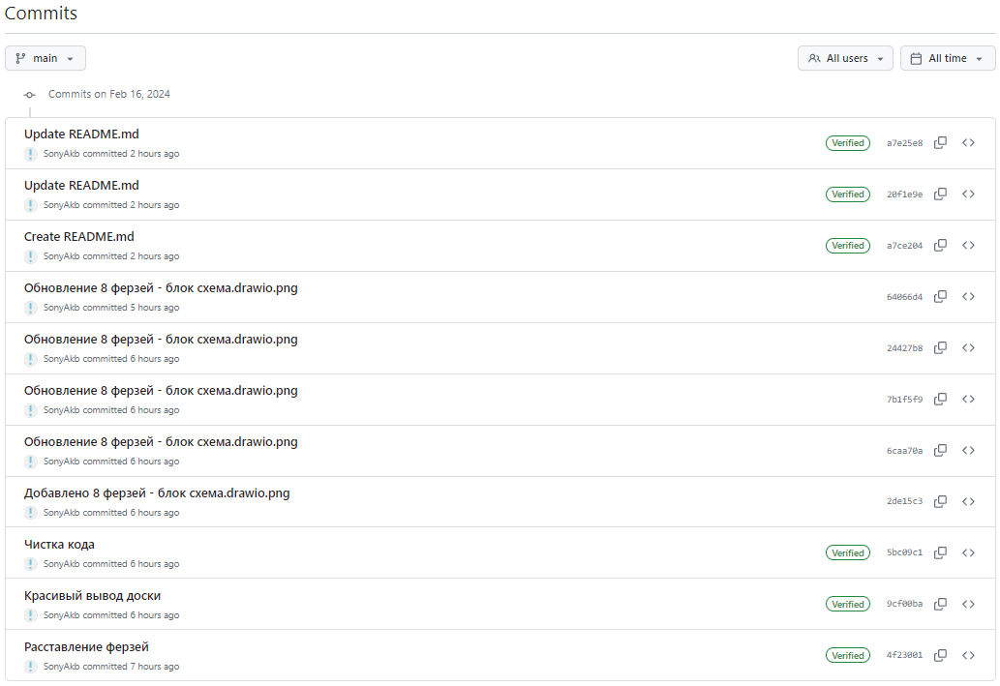 Commits
main
All users
All time
Commits on Feb 16, 2024
Update README.md
Verified
a7e25e8
SonyAkb committed 2 hours ago
Update README.md
Verified
20f1e9e
SonyAkb committed 2 hours ago
Create README.md
Verified
a7ce204
SonyAkb committed 2 hours ago
Обновление 8 ферзей - блок схема.drawio.png
64066d4
SonyAkb committed 5 hours ago
Обновление 8 ферзей - блок схема.drawio.png
24427b8
SonyAkb committed 6 hours ago
Обновление 8 ферзей - блок схема.drawio.png
7b1f5f9
SonyAkb committed 6 hours ago
Обновление 8 ферзей - блок схема.drawio.png
6caa70a
SonyAkb committed 6 hours ago
Добавлено 8 ферзей - блок схема.drawio.png
2de15c3
SonyAkb committed 6 hours ago
Чистка кода
Verified
5bc09c1
SonyAkb committed 6 hours ago
Красивый вывод доски
Verified
9cf00ba
SonyAkb committed 6 hours ago
Расставление ферзей
Verified
4f23001
SonyAkb committed 7 hours ago